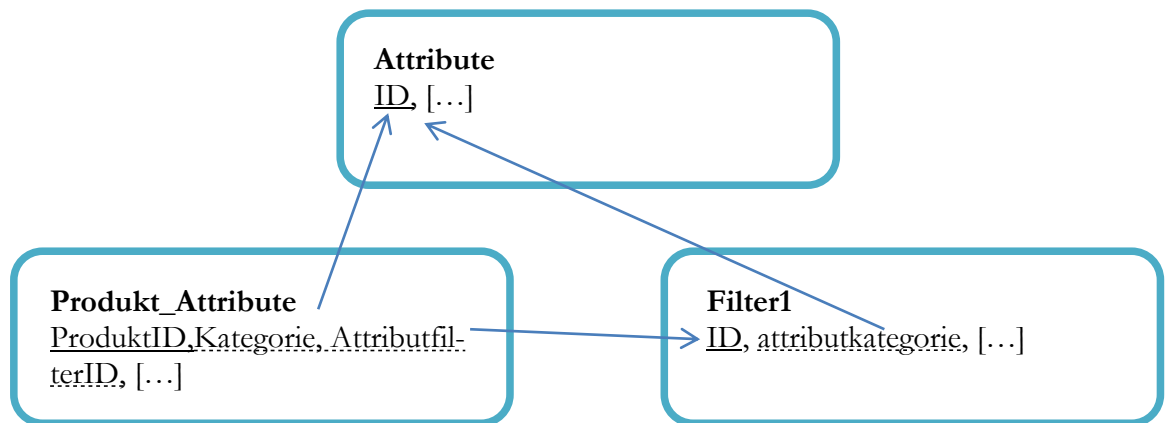 Attribute
ID, […]
Produkt_Attribute
ProduktID,Kategorie, Attributfil-
terID, […]
Filter1
ID, attributkategorie, […]